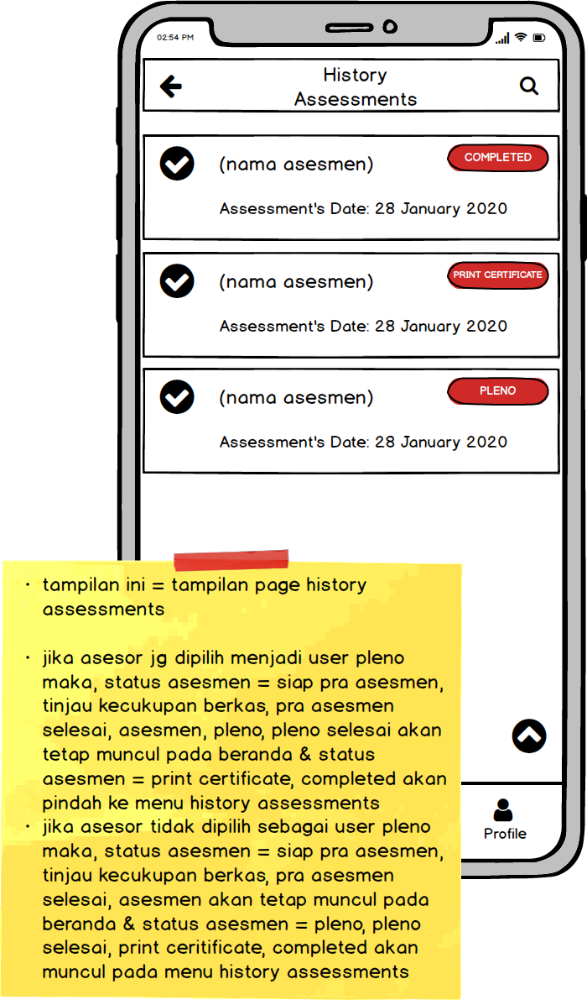 02:54 PM
History
Assessments
(nama asesmen)
COMPLETED
Assessment's Date: 28 January 2020
(nama asesmen)
PRINT CERTIFICATE
Assessment's Date: 28 January 2020
(nama asesmen)
PLENO
Assessment's Date: 28 January 2020
• tampilan ini = tampilan page history
assessments
• jika asesor jg dipilih menjadi user pleno
maka, status asesmen = siap pra asesmen,
tinjau kecukupan berkas, pra asesmen
selesai, asesmen, pleno, pleno selesai akan
tetap muncul pada beranda & status
asesmen = print certificate, completed akan
pindah ke menu history assessments
• jika asesor tidak dipilih sebagai user pleno
maka, status asesmen = siap pra asesmen,
tinjau kecukupan berkas, pra asesmen
selesai, asesmen akan tetap muncul pada
beranda & status asesmen = pleno, pleno
selesai, print ceritificate, completed akan
muncul pada menu history assessments
Profile